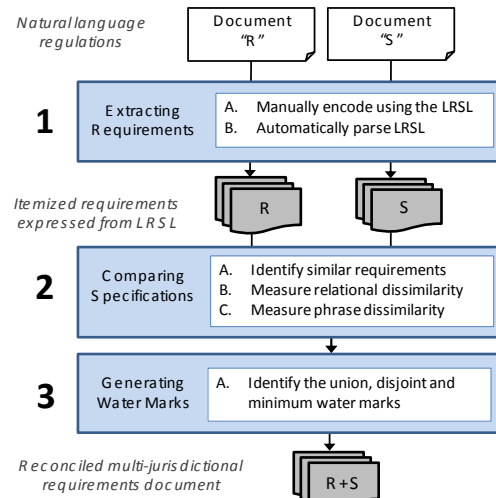 Natural language
regulations
Document
"R"
Document
"S"
1
Extracting
Requirements
A. Manually encode using the LRSL
B. Automatically parse LRSL
Itemized requirements
expressed from LRSL
R
S
2
Comparing
Specifications
A. Identify similar requirements
B. Measure relational dissimilarity
C. Measure phrase dissimilarity
3
Generating
Water Marks
A. Identify the union, disjoint and
minimum water marks
Reconciled multi-jurisdictional
requirements document
R+S